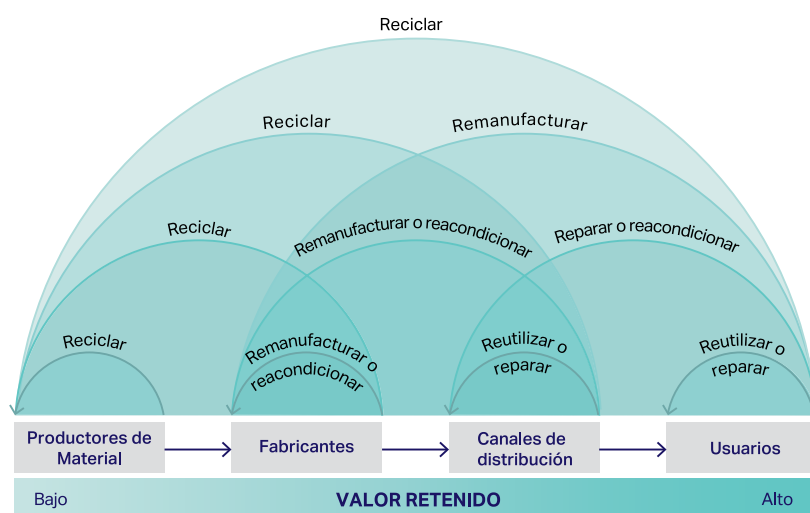 Reciclar
Reciclar
Remanufacturar
Reciclar
Remanufacturar o reacondicionar
Reparar o reacondicionar
Reciclar
Remanufacturar o
reacondicionar
Reutilizar o
reparar
Reutilizar o
reparar
Productores de
Material
Fabricantes
Canales de
distribución
Usuarios
Bajo
VALOR RETENIDO
Alto